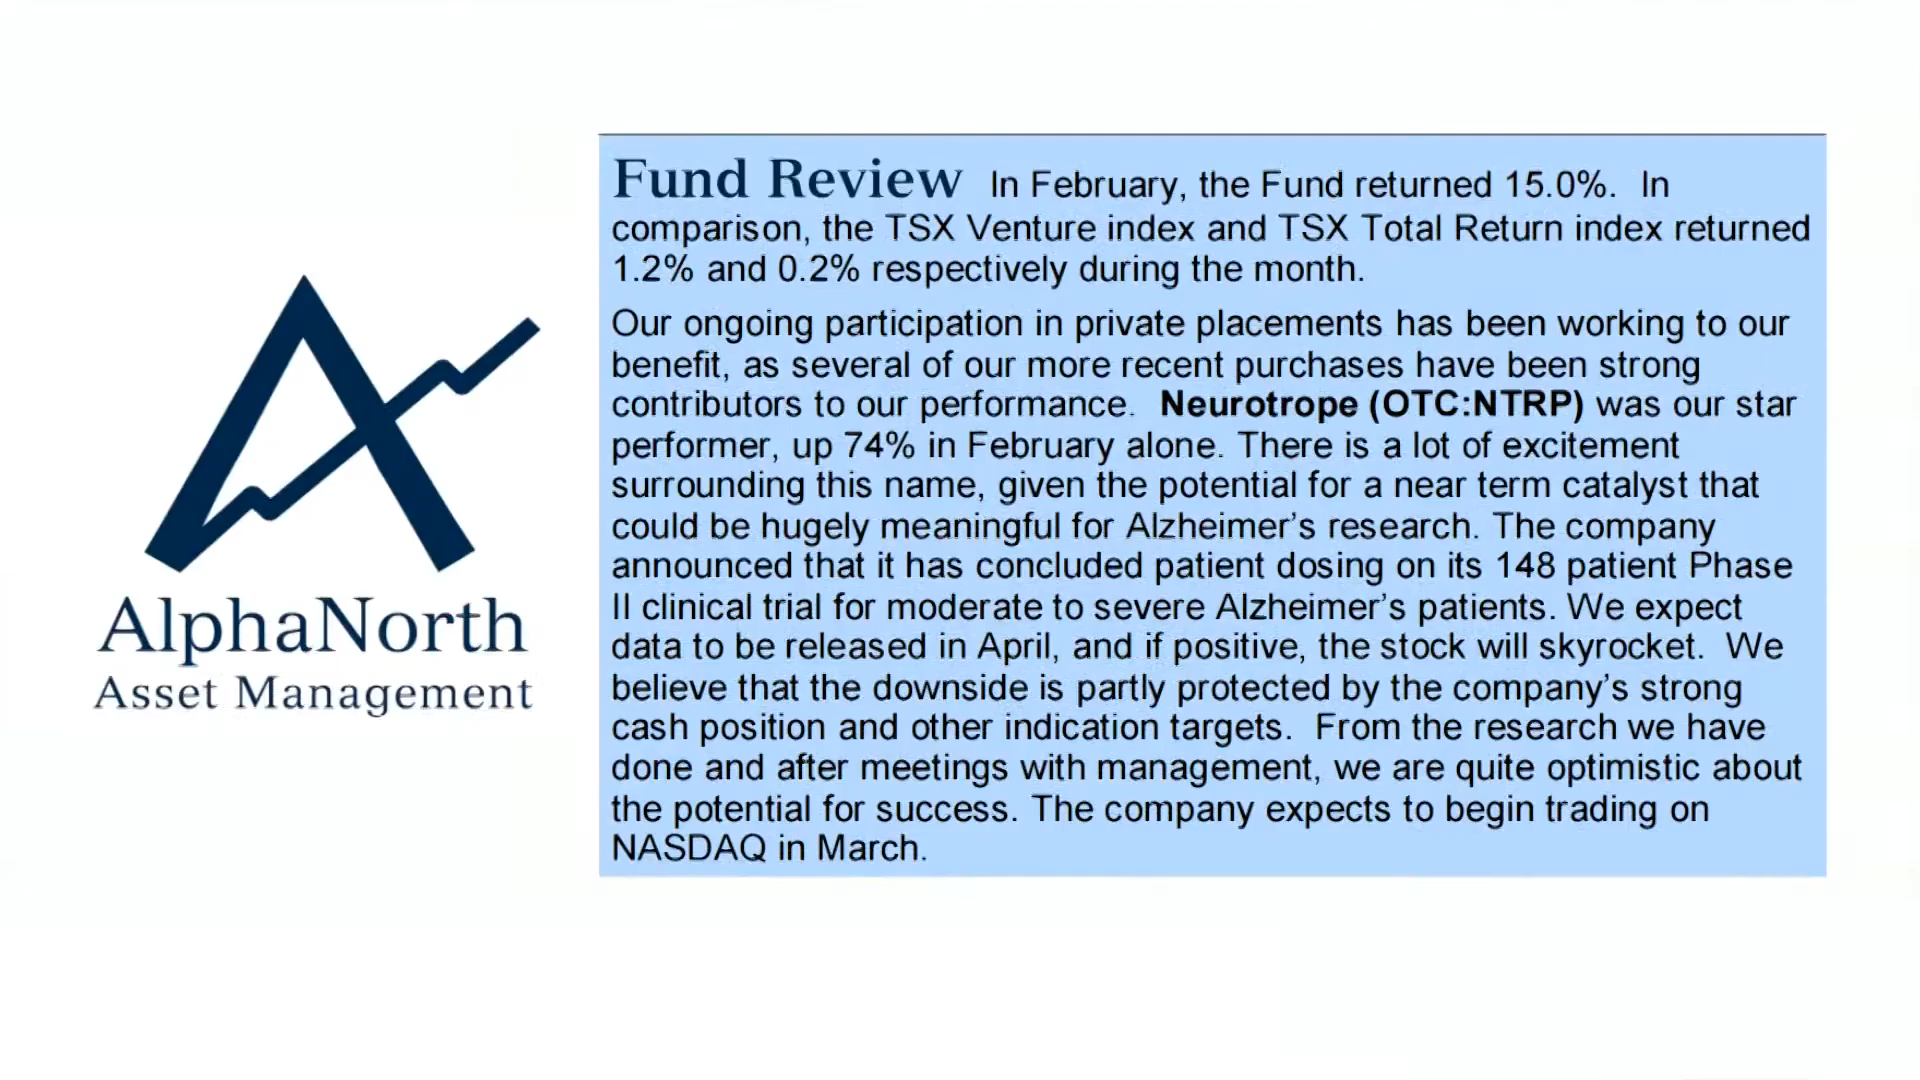 AlphaNorth
Asset Management
Fund Review In February, the Fund returned 15.0%. In
comparison, the TSX Venture index and TSX Total Return index returned
1.2% and 0.2% respectively during the month.
Our ongoing participation in private placements has been working to our
benefit, as several of our more recent purchases have been strong
contributors to our performance. Neurotrope (OTC:NTRP) was our star
performer, up 74% in February alone. There is a lot of excitement
surrounding this name, given the potential for a near term catalyst that
could be hugely meaningful for Alzheimer's research. The company
announced that it has concluded patient dosing on its 148 patient Phase
II clinical trial for moderate to severe Alzheimer's patients. We expect
data to be released in April, and if positive, the stock will skyrocket. We
believe that the downside is partly protected by the company's strong
cash position and other indication targets. From the research we have
done and after meetings with management, we are quite optimistic about
the potential for success. The company expects to begin trading on
NASDAQ in March.